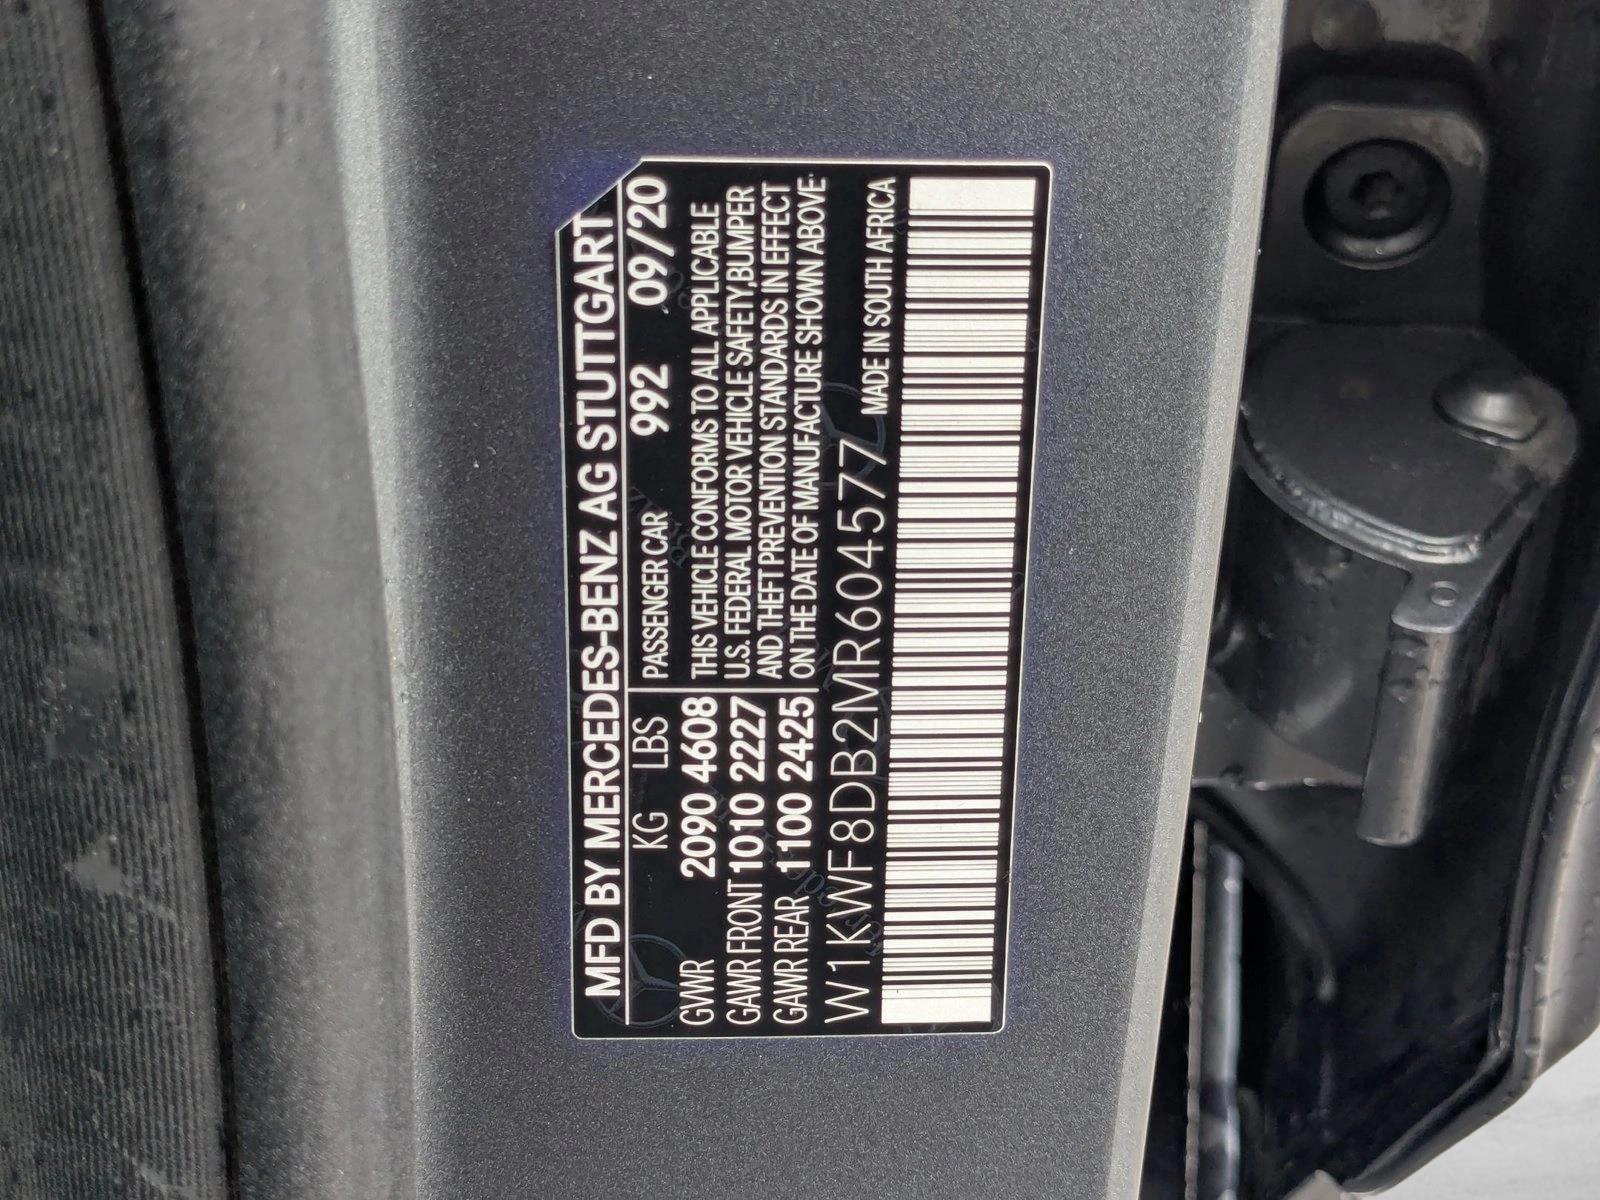 MFD BY MERCEDES-BENZ AG STUTTGART
KG LBS PASSENGER CAR 992 09/20
GVWR 2090 4608 THIS VEHICLE CONFORMS TO ALL APPLICABLE
GAWR FRONT 1010 2227 U.S. FEDERAL MOTOR VEHICLE SAFETY,BUMPER
GAWR REAR 1100 2425 AND THEFT PREVENTION STANDARDS IN EFFECT
ON THE DATE OF MANUFACTURE SHOWN ABOVE.
W1KWF8DB2MR604577 MADE IN SOUTH AFRICA